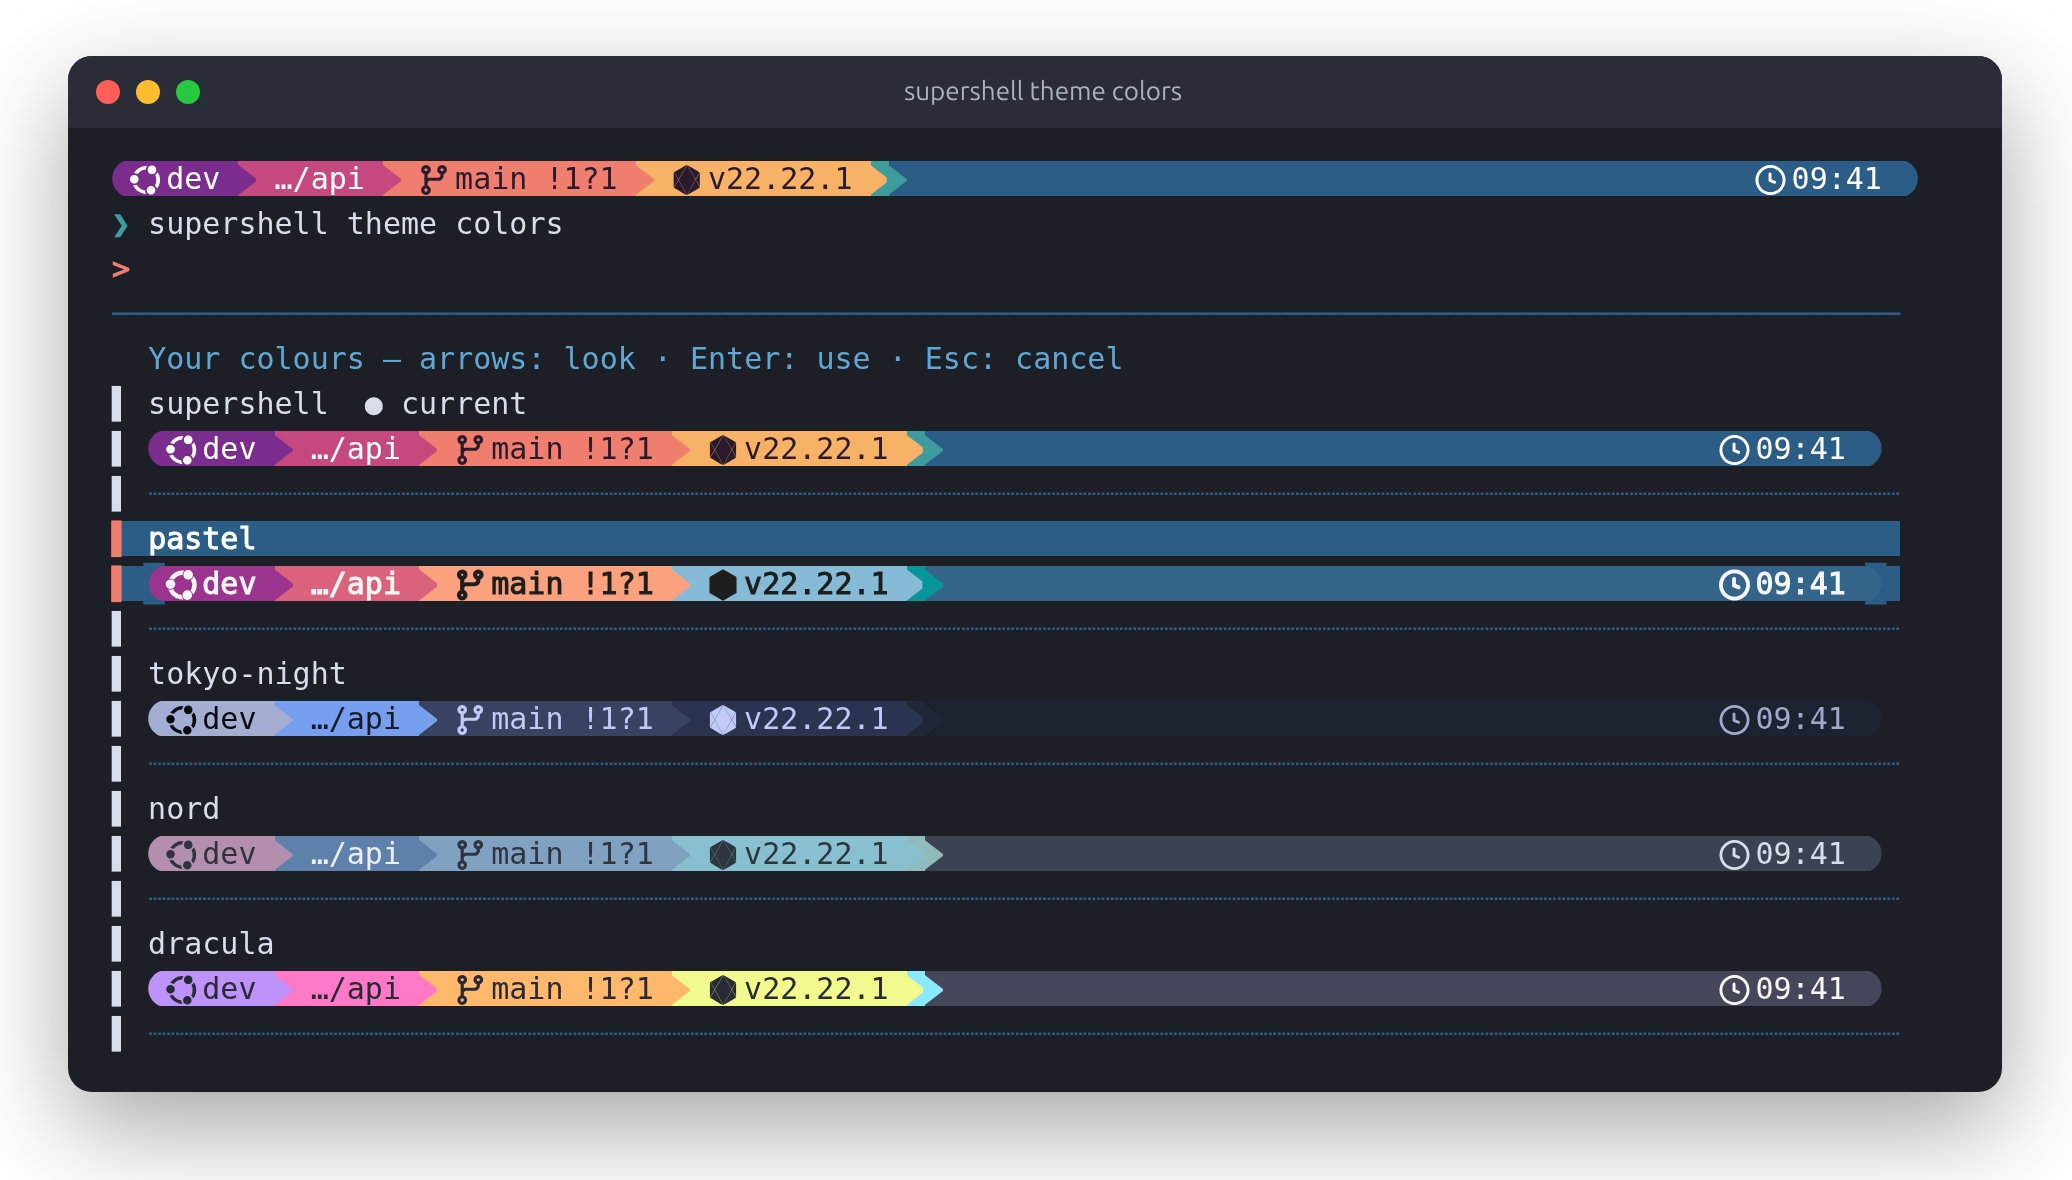 supershell theme colors
dev …/api main !1?1 v22.22.1 09:41
❯ supershell theme colors
>
Your colours — arrows: look · Enter: use · Esc: cancel
supershell ● current
dev …/api main !1?1 v22.22.1 09:41
pastel
dev …/api main !1?1 v22.22.1 09:41
tokyo-night
dev …/api main !1?1 v22.22.1 09:41
nord
dev …/api main !1?1 v22.22.1 09:41
dracula
dev …/api main !1?1 v22.22.1 09:41